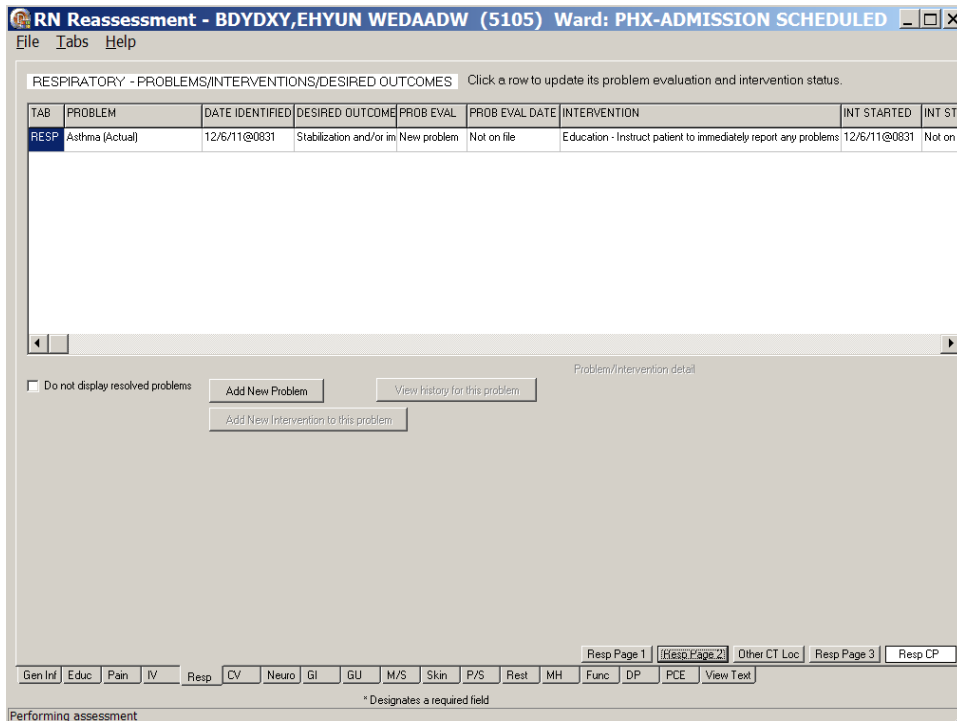 RN Reassessment - BDYDXY,EHYUN WEDAADW (5105) Ward: PHX-ADMISSION SCHEDULED
File Tabs Help
RESPIRATORY - PROBLEMS/INTERVENTIONS/DESIRED OUTCOMES Click a row to update its problem evaluation and intervention status.
TAB PROBLEM DATE IDENTIFIED DESIRED OUTCOME PROB EVAL PROB EVAL DATE INTERVENTION INT STARTED INT ST
RESP Asthma (Actual) 12/6/11@0831 Stabilization and/or im New problem Not on file Education - Instruct patient to immediately report any problems 12/6/11@0831 Not on
Problem/Intervention detail
Do not display resolved problems Add New Problem View history for this problem
Add New Intervention to this problem
Resp Page 1 Resp Page 2 Other CT Loc Resp Page 3 Resp CP
Gen Inf Educ Pain IV Resp CV Neuro GI GU M/S Skin P/S Rest MH Func DP PCE View Text
* Designates a required field
Performing assessment